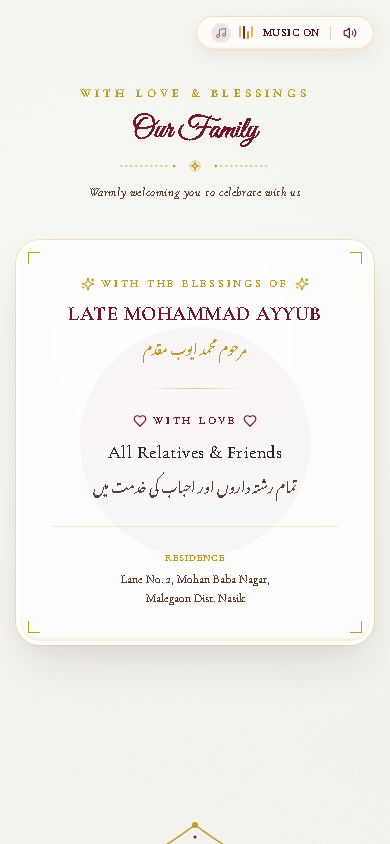 MUSIC ON
WITH LOVE & BLESSINGS
Our Family
Warmly welcoming you to celebrate with us
WITH THE BLESSINGS OF
LATE MOHAMMAD AYYUB
مرحوم محمد ایوب مقدم
WITH LOVE
All Relatives & Friends
تمام رشتہ داروں اور احباب کی خدمت میں
RESIDENCE
Lane No. 2, Mohan Baba Nagar,
Malegaon Dist. Nasik